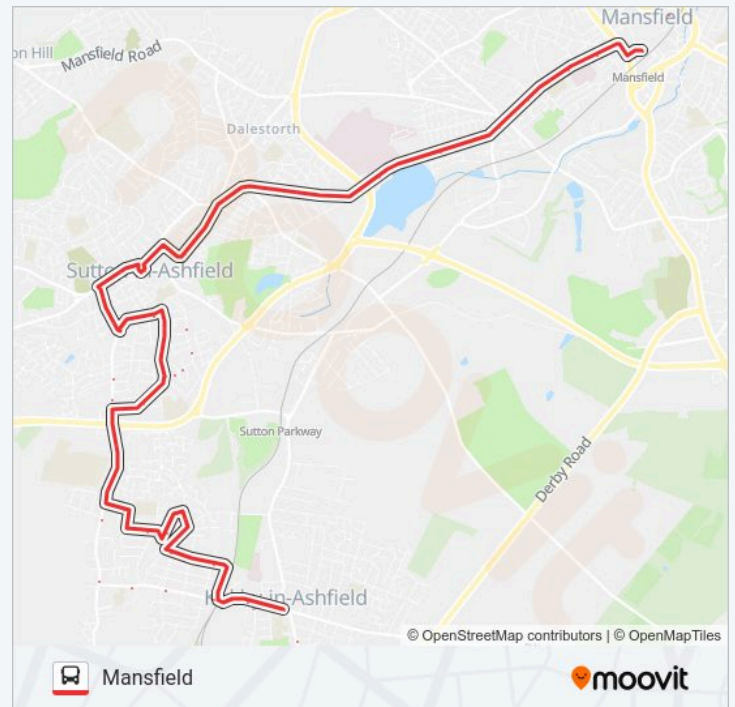 Mansfield
on Hill
Mansfield Road
Mansfield
Dalestorth
Sutton-in-Ashfield
Sutton Parkway
Derby Road
in-Ashfield
© OpenStreetMap contributors | © OpenMapTiles
Mansfield
moovit